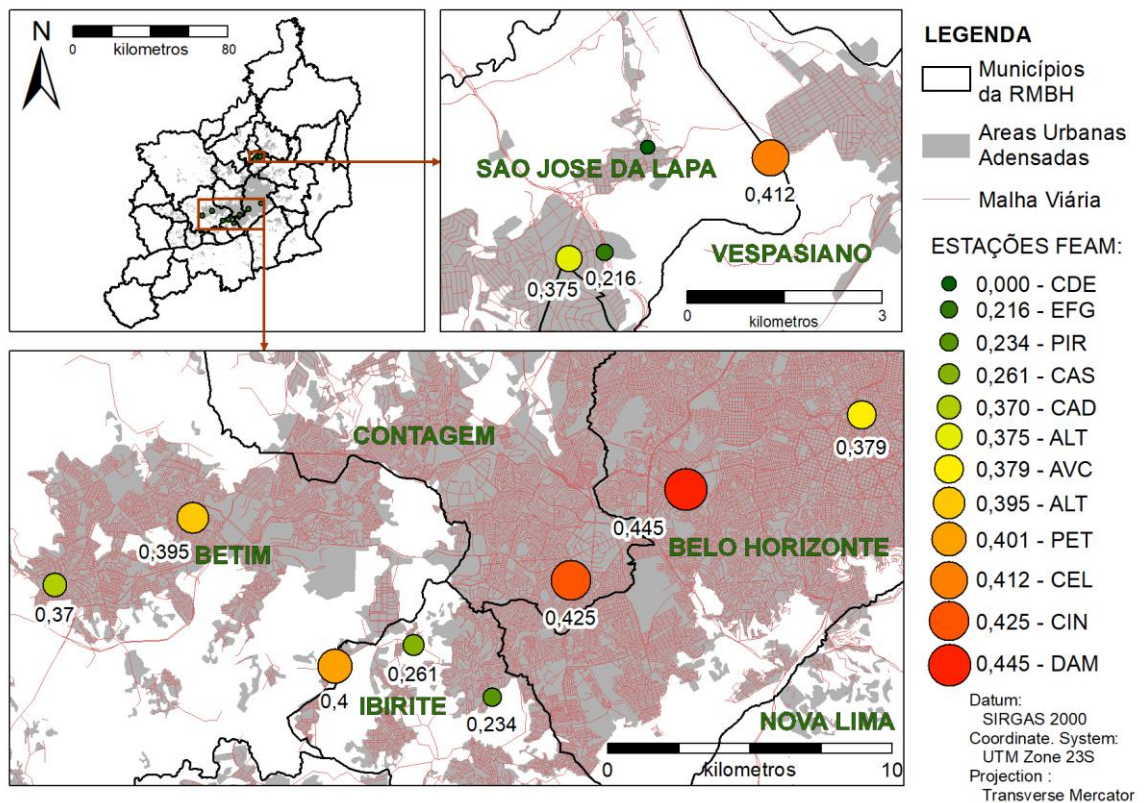 N
0 80
kilometros
SAO JOSE DA LAPA
0,412
VESPASIANO
0,375
0,216
0 3
kilometros
CONTAGEM
0,379
0,445
0,395
BETIM
BELO HORIZONTE
0,37
0,425
0,261
0,4
IBIRITE
0,234
NOVA LIMA
0 kilometros 10
LEGENDA
Municípios
da RMBH
Areas Urbanas
Adensadas
Malha Viária
ESTAÇÕES FEAM:
0,000 - CDE
0,216 - EFG
0,234 - PIR
0,261 - CAS
0,370 - CAD
0,375 - ALT
0,379 - AVC
0,395 - ALT
0,401 - PET
0,412 - CEL
0,425 - CIN
0,445 - DAM
Datum:
SIRGAS 2000
Coordinate. System:
UTM Zone 23S
Projection :
Transverse Mercator